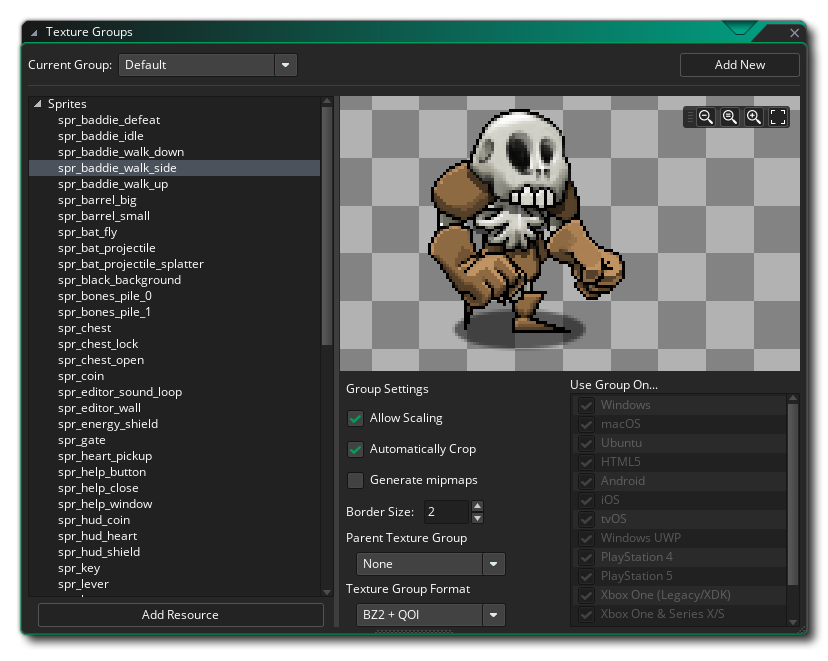 Texture Groups
Current Group: Default
Add New
Sprites
spr_baddie_defeat
spr_baddie_idle
spr_baddie_walk_down
spr_baddie_walk_side
spr_baddie_walk_up
spr_barrel_big
spr_barrel_small
spr_bat_fly
spr_bat_projectile
spr_bat_projectile_splatter
spr_black_background
spr_bones_pile_0
spr_bones_pile_1
spr_chest
spr_chest_lock
spr_chest_open
spr_coin
spr_editor_sound_loop
spr_editor_wall
spr_energy_shield
spr_gate
spr_heart_pickup
spr_help_button
spr_help_close
spr_help_window
spr_hud_coin
spr_hud_heart
spr_hud_shield
spr_key
spr_lever
Add Resource
Group Settings
Allow Scaling
Automatically Crop
Generate mipmaps
Border Size: 2
Parent Texture Group
None
Texture Group Format
BZ2 + QOI
Use Group On...
Windows
macOS
Ubuntu
HTML5
Android
iOS
tvOS
Windows UWP
PlayStation 4
PlayStation 5
Xbox One (Legacy/XDK)
Xbox One & Series X/S